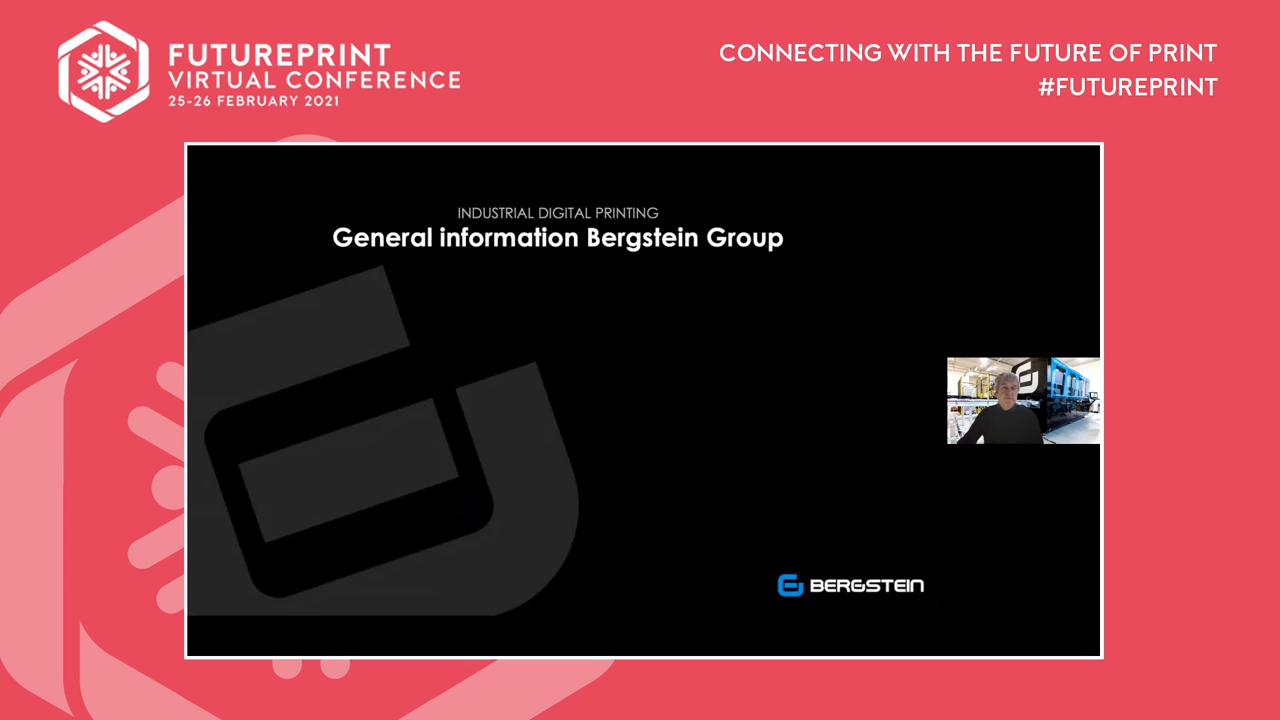 FUTUREPRINT
VIRTUAL CONFERENCE
25-26 FEBRUARY 2021
CONNECTING WITH THE FUTURE OF PRINT
#FUTUREPRINT
INDUSTRIAL DIGITAL PRINTING
General information Bergstein Group
BERGSTEIN